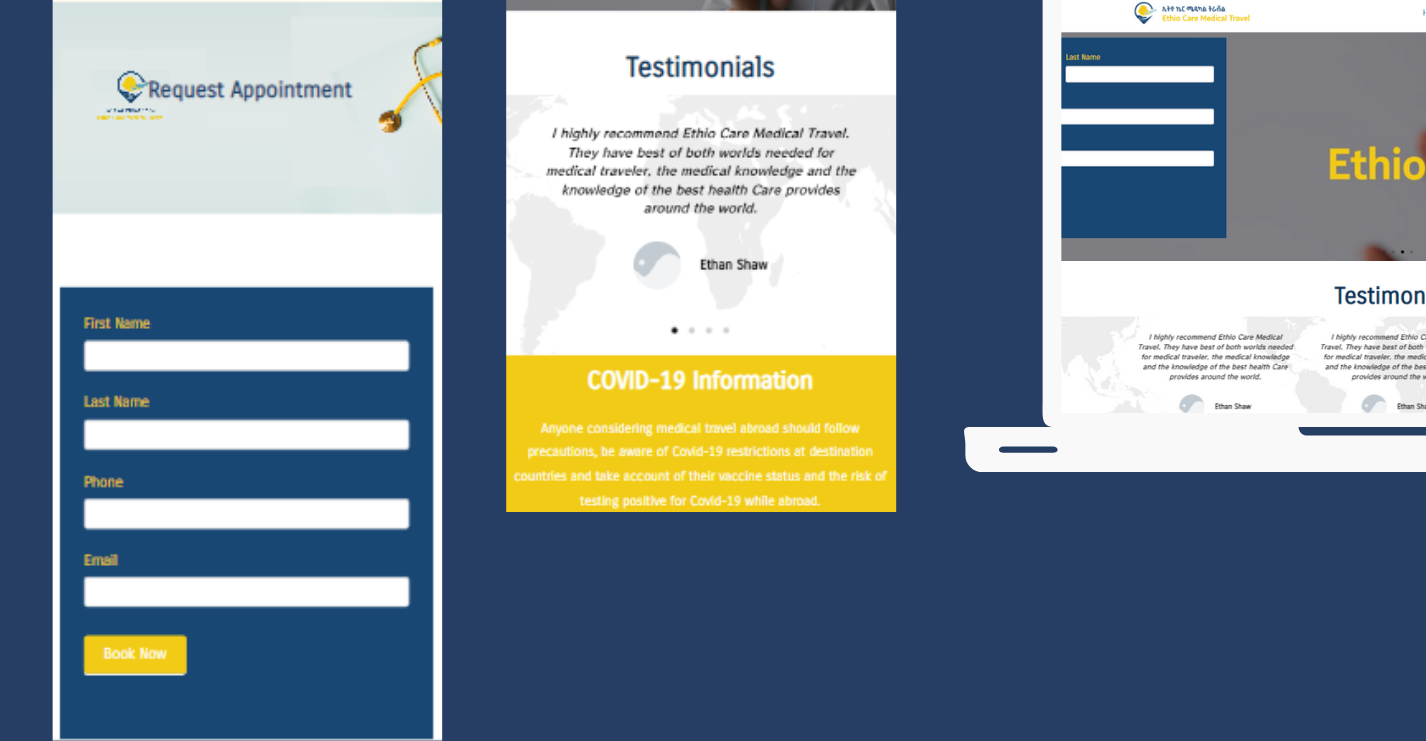 Request Appointment
First Name
Last Name
Phone
Email
Book Now
Testimonials
I highly recommend Ethio Care Medical Travel.
They have best of both worlds needed for
medical traveler, the medical knowledge and the
knowledge of the best health Care provides
around the world.
Ethan Shaw
COVID-19 Information
Anyone considering medical travel abroad should follow
precautions, be aware of Covid-19 restrictions at destination
countries and take account of their vaccine status and the risk of
testing positive for Covid-19 while abroad.
ኢትዮ ኬር ሜዲካል ትራቭል
Ethio Care Medical Travel
Last Name
Ethio
Testimon
I highly recommend Ethio Care Medical
Travel. They have best of both worlds needed
for medical traveler, the medical knowledge
and the knowledge of the best health Care
provides around the world.
Ethan Shaw
I highly recommend Ethio C
Travel. They have best of both
for medical traveler, the medic
and the knowledge of the bes
provides around the w
Ethan Sha